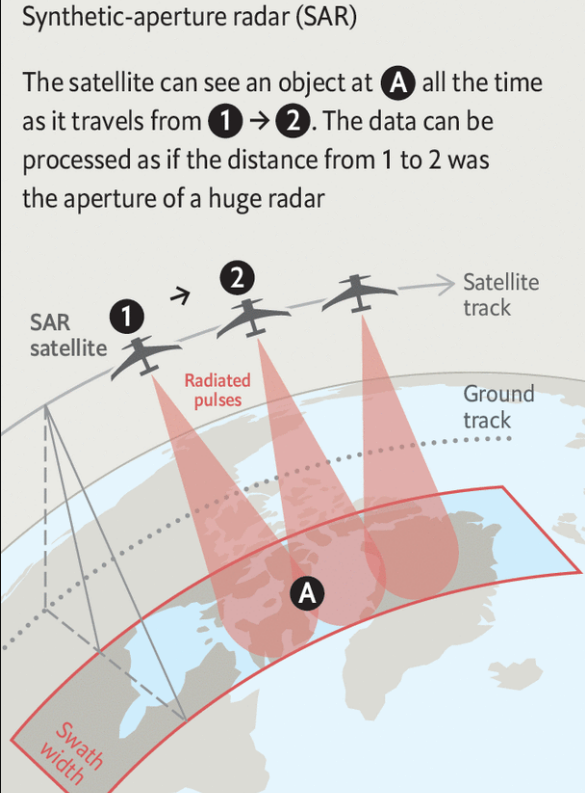 Synthetic-aperture radar (SAR)
The satellite can see an object at A all the time
as it travels from 1 → 2. The data can be
processed as if the distance from 1 to 2 was
the aperture of a huge radar
1
→
2
SAR
satellite
Satellite
track
Radiated
pulses
Ground
track
A
Swath
width